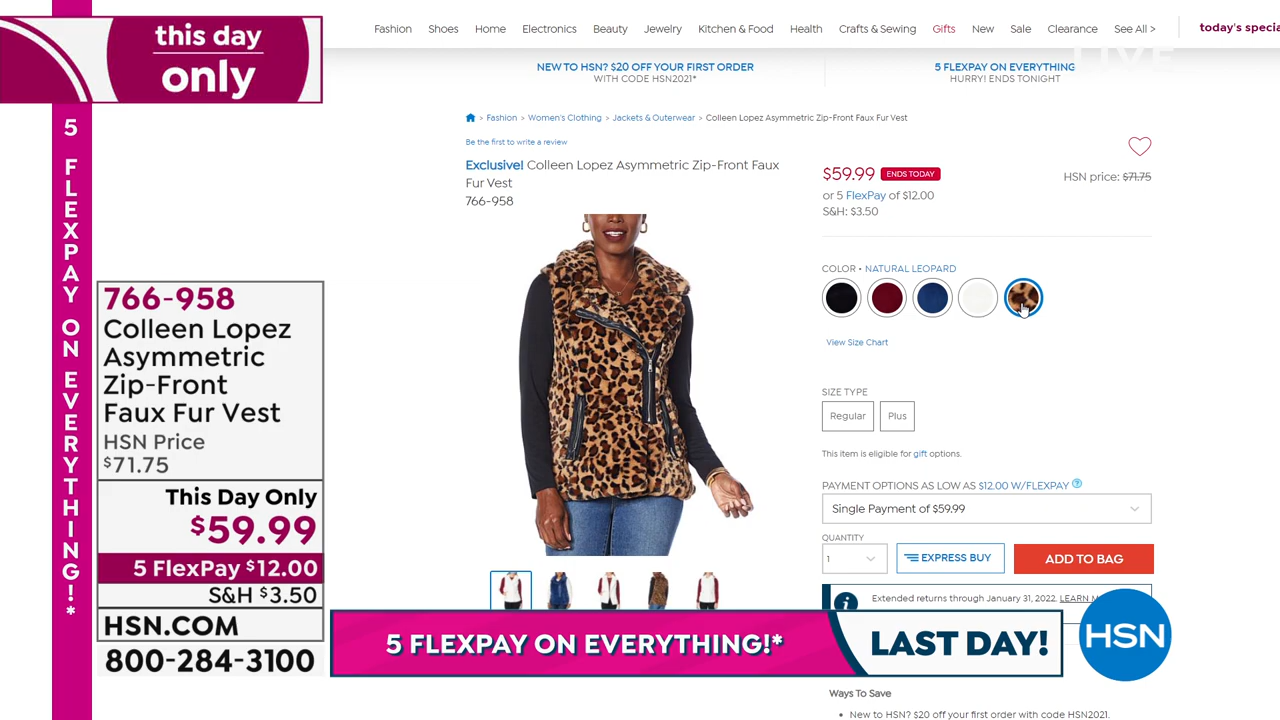 this day
only
5 FLEXPAY ON EVERYTHING!*
766-958
Colleen Lopez
Asymmetric
Zip-Front
Faux Fur Vest
HSN Price
$71.75
This Day Only
$59.99
5 FlexPay $12.00
S&H $3.50
HSN.COM
800-284-3100
Fashion Shoes Home Electronics Beauty Jewelry Kitchen & Food Health Crafts & Sewing Gifts New Sale Clearance See All > today's specia
LIVE
NEW TO HSN? $20 OFF YOUR FIRST ORDER
WITH CODE HSN2021*
5 FLEXPAY ON EVERYTHING
HURRY! ENDS TONIGHT
> Fashion > Women's Clothing > Jackets & Outerwear > Colleen Lopez Asymmetric Zip-Front Faux Fur Vest
Be the first to write a review
Exclusive! Colleen Lopez Asymmetric Zip-Front Faux
Fur Vest
766-958
$59.99 ENDS TODAY
HSN price: $71.75
or 5 FlexPay of $12.00
S&H: $3.50
COLOR • NATURAL LEOPARD
View Size Chart
SIZE TYPE
Regular Plus
This item is eligible for gift options.
PAYMENT OPTIONS AS LOW AS $12.00 W/FLEXPAY ?
Single Payment of $59.99
QUANTITY
1
EXPRESS BUY
ADD TO BAG
Extended returns through January 31, 2022. LEARN
5 FLEXPAY ON EVERYTHING!*
LAST DAY!
HSN
Ways To Save
• New to HSN? $20 off your first order with code HSN2021.